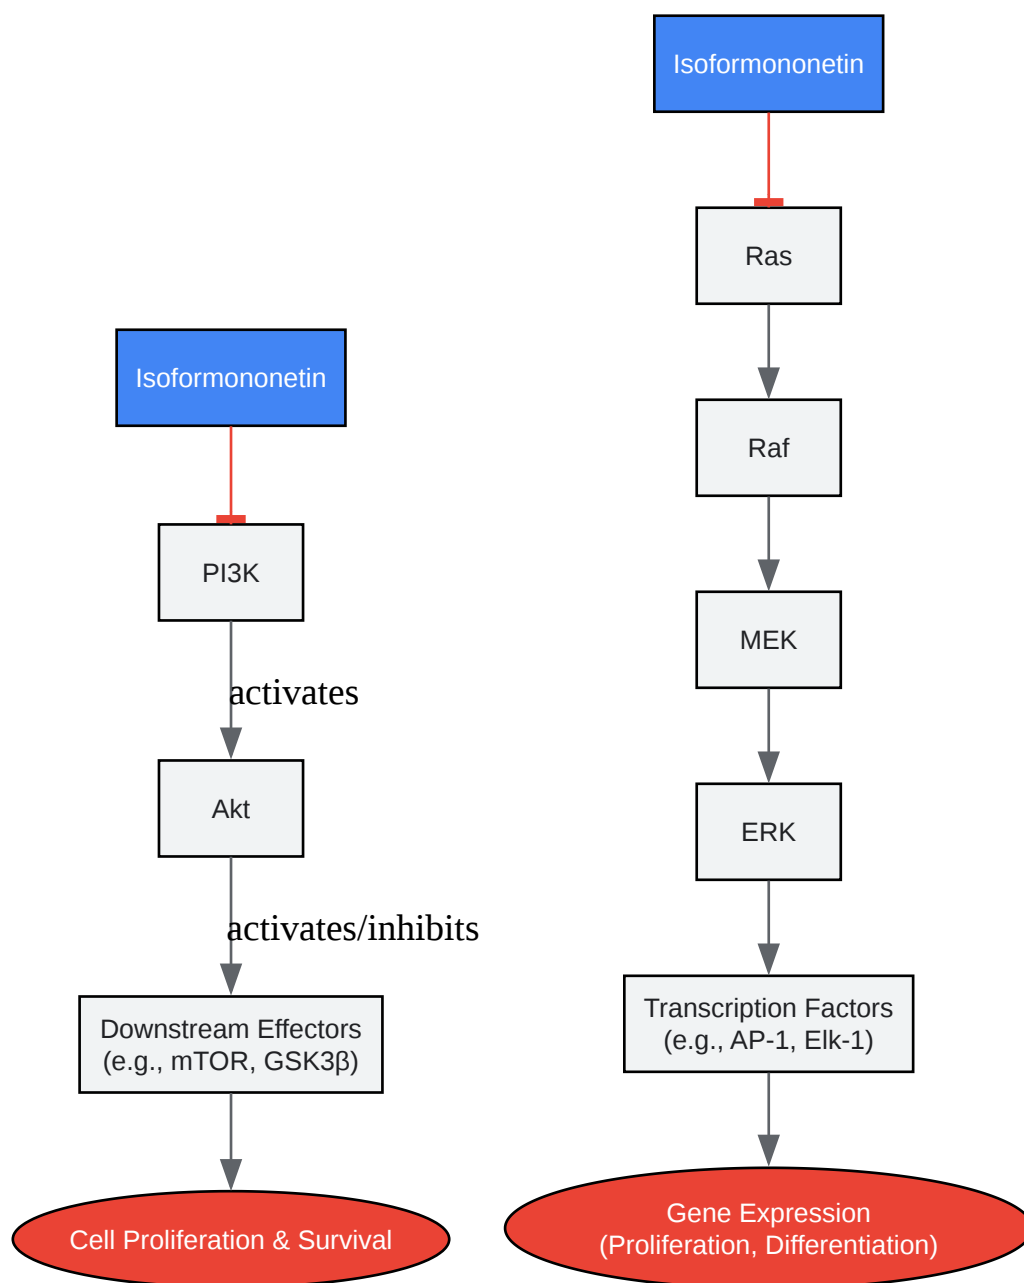 Isoformononetin
PI3K
activates
Akt
activates/inhibits
Downstream Effectors
(e.g., mTOR, GSK3β)
Cell Proliferation & Survival
Isoformononetin
Ras
Raf
MEK
ERK
Transcription Factors
(e.g., AP-1, Elk-1)
Gene Expression
(Proliferation, Differentiation)